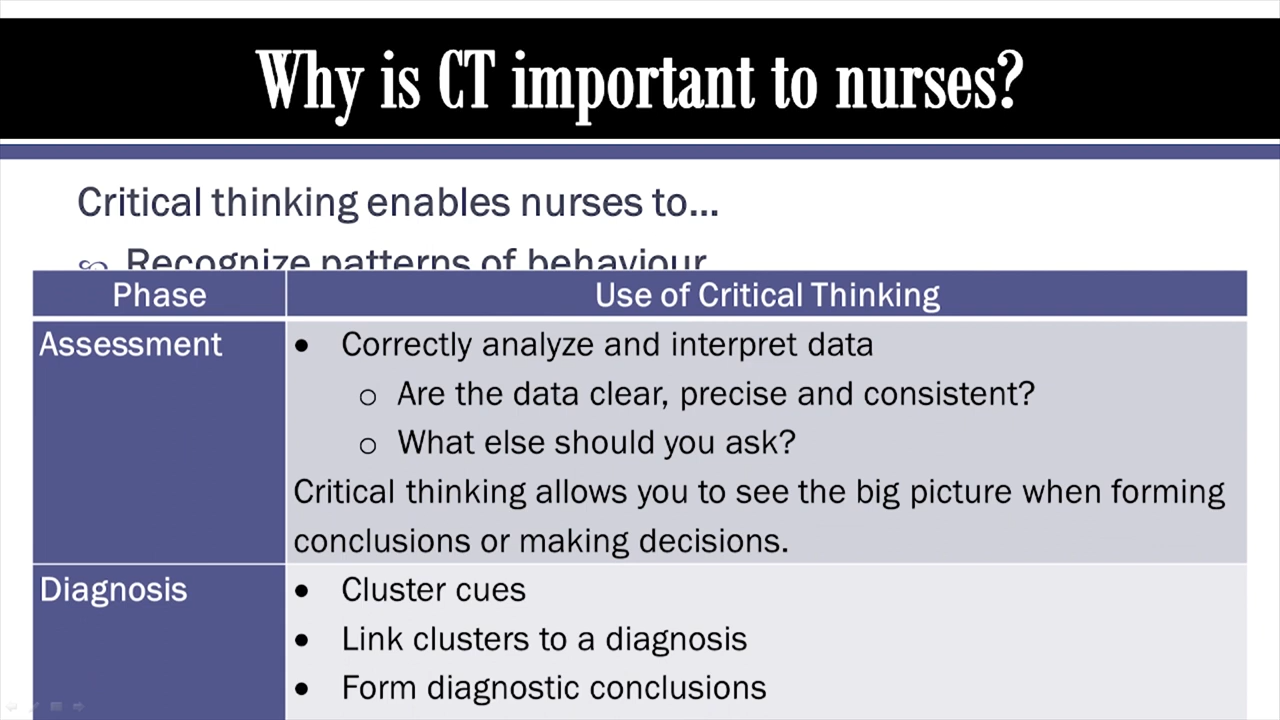 Why is CT important to nurses?
Critical thinking enables nurses to...
Recognize patterns of behaviour
Phase
Use of Critical Thinking
Assessment
• Correctly analyze and interpret data
o Are the data clear, precise and consistent?
o What else should you ask?
Critical thinking allows you to see the big picture when forming
conclusions or making decisions.
Diagnosis
• Cluster cues
• Link clusters to a diagnosis
• Form diagnostic conclusions